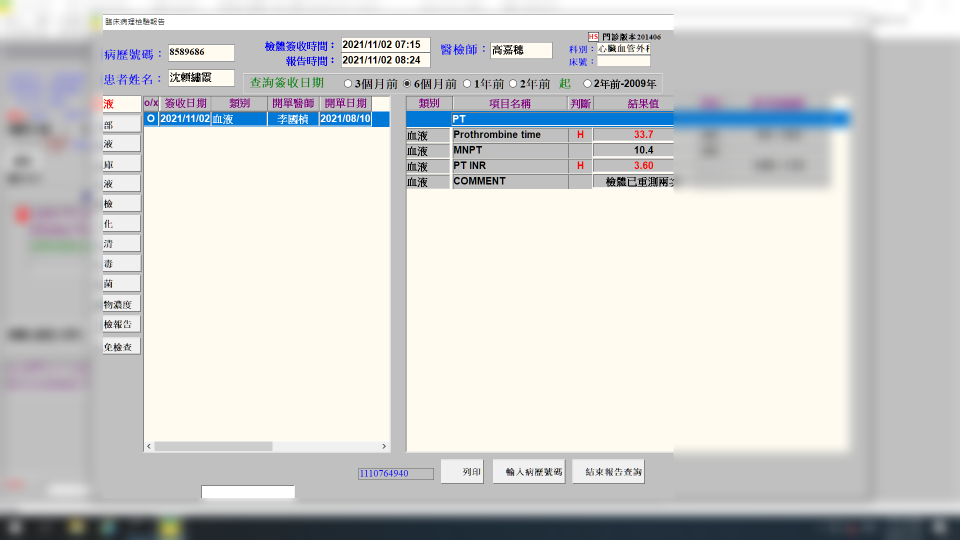 臨床病理檢驗報告
HS 門診版本201406
病歷號碼： 8589686
檢體簽收時間： 2021/11/02 07:15
報告時間： 2021/11/02 08:24
醫檢師： 高嘉穗
科別： 心臟血管外科
床號：
患者姓名： 沈賴繡霞
查詢簽收日期 3個月前 6個月前 1年前 2年前 起 2年前-2009年
液
部
液
庫
液
檢
化
清
毒
菌
物濃度
檢報告
免檢查
o/x 簽收日期 類別 開單醫師 開單日期
O 2021/11/02 血液 李國楨 2021/08/10
類別 項目名稱 判斷 結果值
PT
血液 Prothrombine time H 33.7
血液 MNPT 10.4
血液 PT INR H 3.60
血液 COMMENT 檢體已重測兩
1110764940
列印 輸入病歷號碼 結束報告查詢